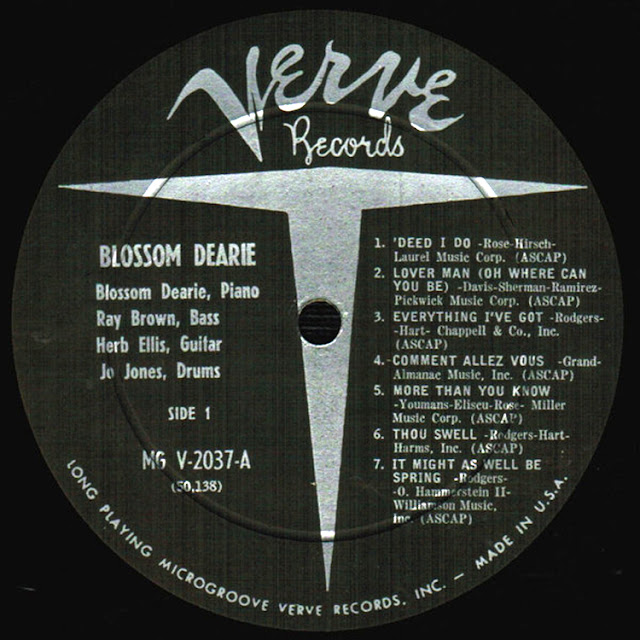 Verve
Records
BLOSSOM DEARIE
Blossom Dearie, Piano
Ray Brown, Bass
Herb Ellis, Guitar
Jo Jones, Drums
SIDE 1
MG V-2037-A
(50,138)
1. 'DEED I DO -Rose-Hirsch-
Laurel Music Corp. (ASCAP)
2. LOVER MAN (OH WHERE CAN
YOU BE) -Davis-Sherman-Ramirez-
Pickwick Music Corp. (ASCAP)
3. EVERYTHING I'VE GOT -Rodgers-
-Hart- Chappell & Co., Inc.
(ASCAP)
4. COMMENT ALLEZ VOUS -Grand-
Almanac Music, Inc. (ASCAP)
5. MORE THAN YOU KNOW
-Youmans-Eliseu-Rose- Miller
Music Corp. (ASCAP)
6. THOU SWELL -Rodgers-Hart-
Harms, Inc. (ASCAP)
7. IT MIGHT AS WELL BE
SPRING -Rodgers-
-O. Hammerstein II-
Williamson Music,
Inc. (ASCAP)
LONG PLAYING MICROGROOVE VERVE RECORDS, INC. — MADE IN U.S.A.